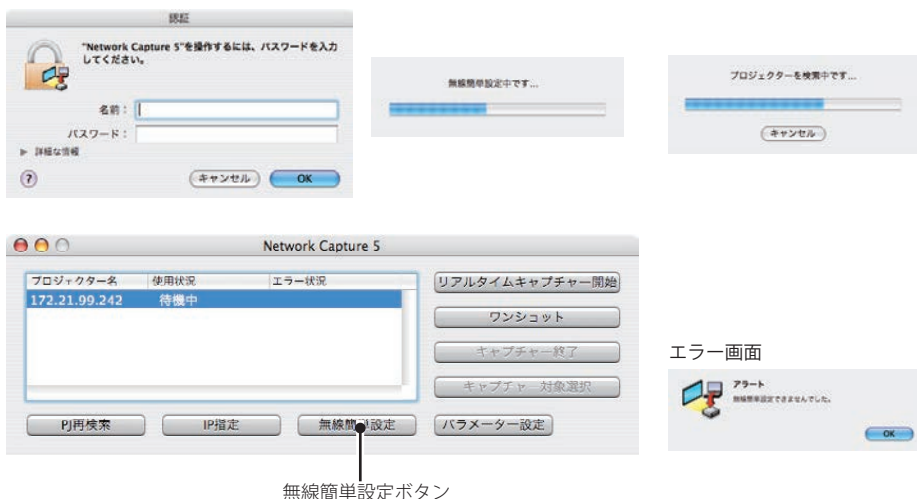 認証
"Network Capture 5"を操作するには、パスワードを入力
してください。
名前：
パスワード：
▶ 詳細な情報
?
キャンセル
OK
無線簡単設定中です...
プロジェクターを検索中です...
キャンセル
Network Capture 5
プロジェクター名 使用状況 エラー状況
172.21.99.242 待機中
リアルタイムキャプチャー開始
ワンショット
キャプチャー終了
キャプチャー対象選択
PJ再検索
IP指定
無線簡単設定
パラメーター設定
無線簡単設定ボタン
エラー画面
アラート
無線簡単設定できませんでした。
OK